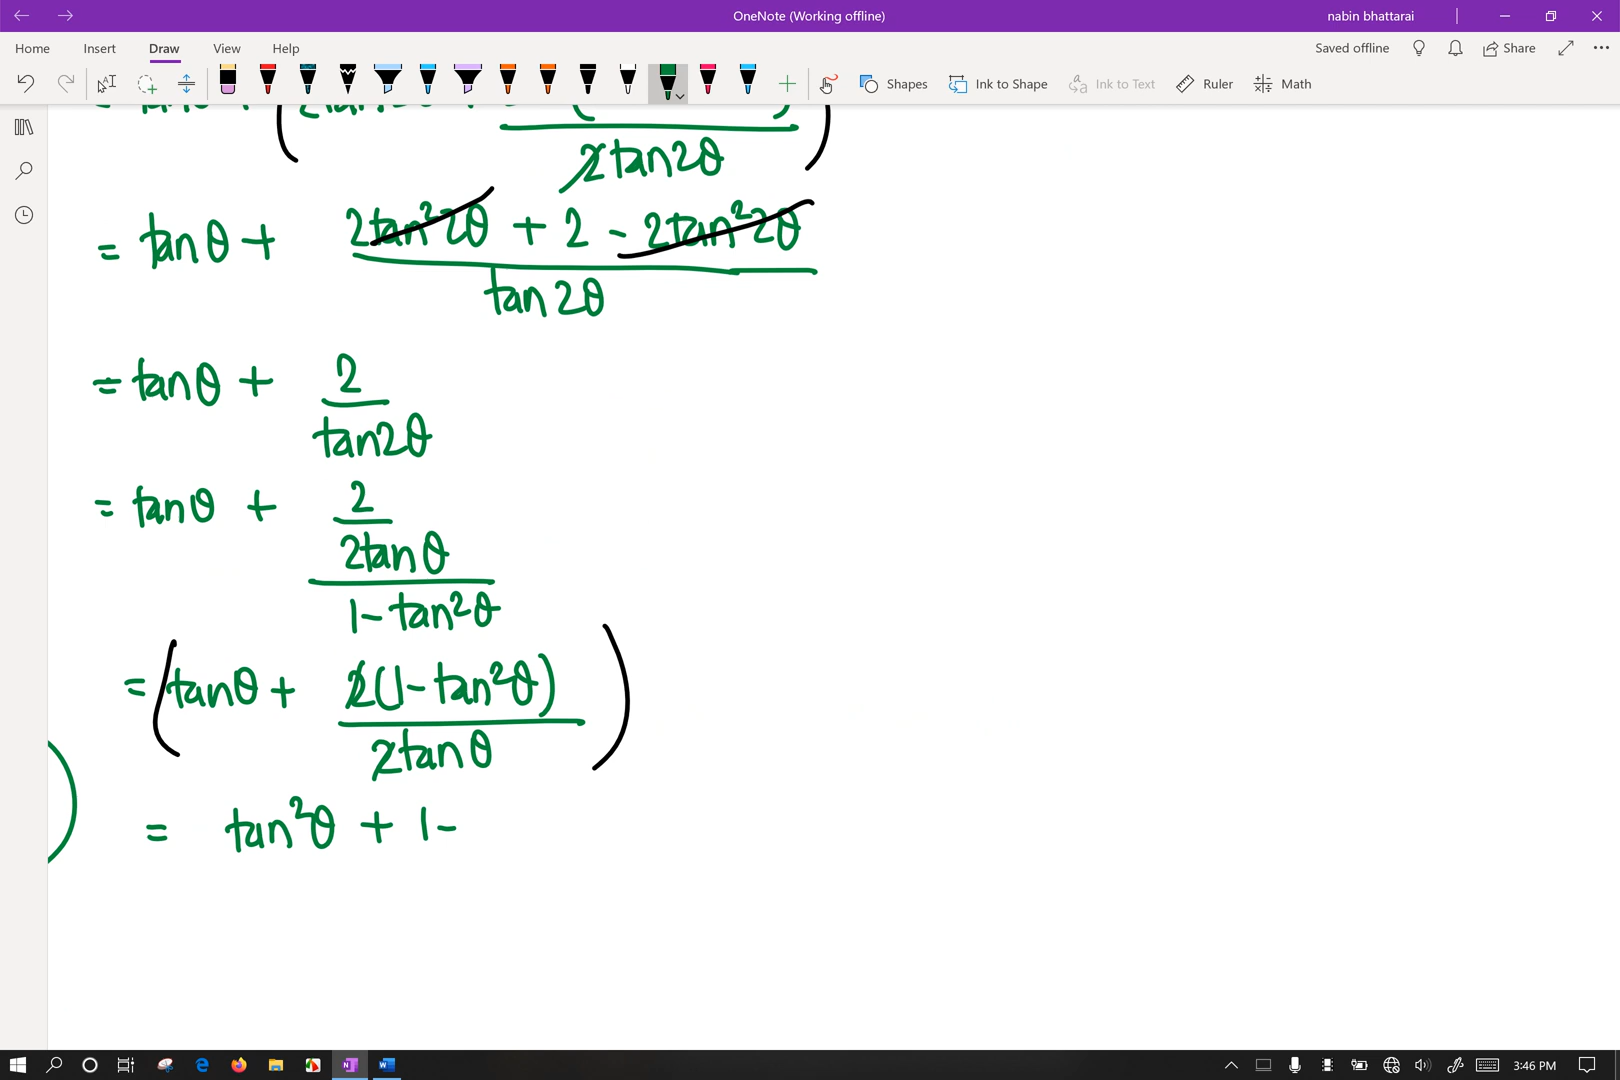 OneNote (Working offline)
nabin bhattarai
Home Insert Draw View Help
Saved offline Share
Shapes Ink to Shape Ink to Text Ruler Math
2tan2θ
= tanθ + 2tan²2θ + 2 - 2tan²2θ
tan2θ
= tanθ + 2
tan2θ
= tanθ + 2
2tanθ
1-tan²θ
= (tanθ + 2(1-tan²θ) )
2tanθ
= tan²θ + 1-
3:46 PM